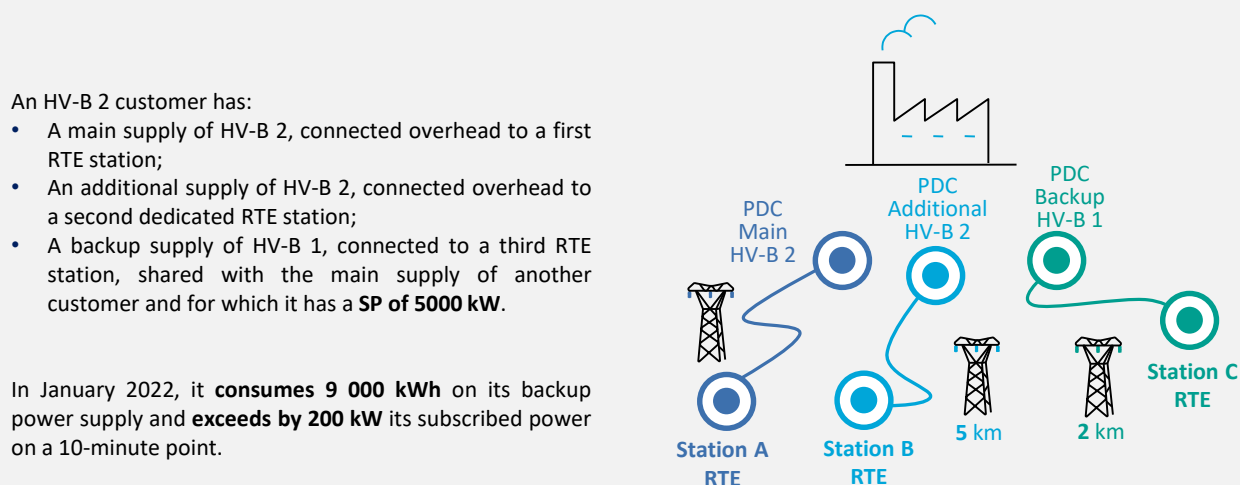 An HV-B 2 customer has:
• A main supply of HV-B 2, connected overhead to a first
RTE station;
• An additional supply of HV-B 2, connected overhead to
a second dedicated RTE station;
• A backup supply of HV-B 1, connected to a third RTE
station, shared with the main supply of another
customer and for which it has a SP of 5000 kW.
In January 2022, it consumes 9 000 kWh on its backup
power supply and exceeds by 200 kW its subscribed power
on a 10-minute point.
PDC
Main
HV-B 2
PDC
Additional
HV-B 2
PDC
Backup
HV-B 1
Station A
RTE
Station B
RTE
5 km
2 km
Station C
RTE